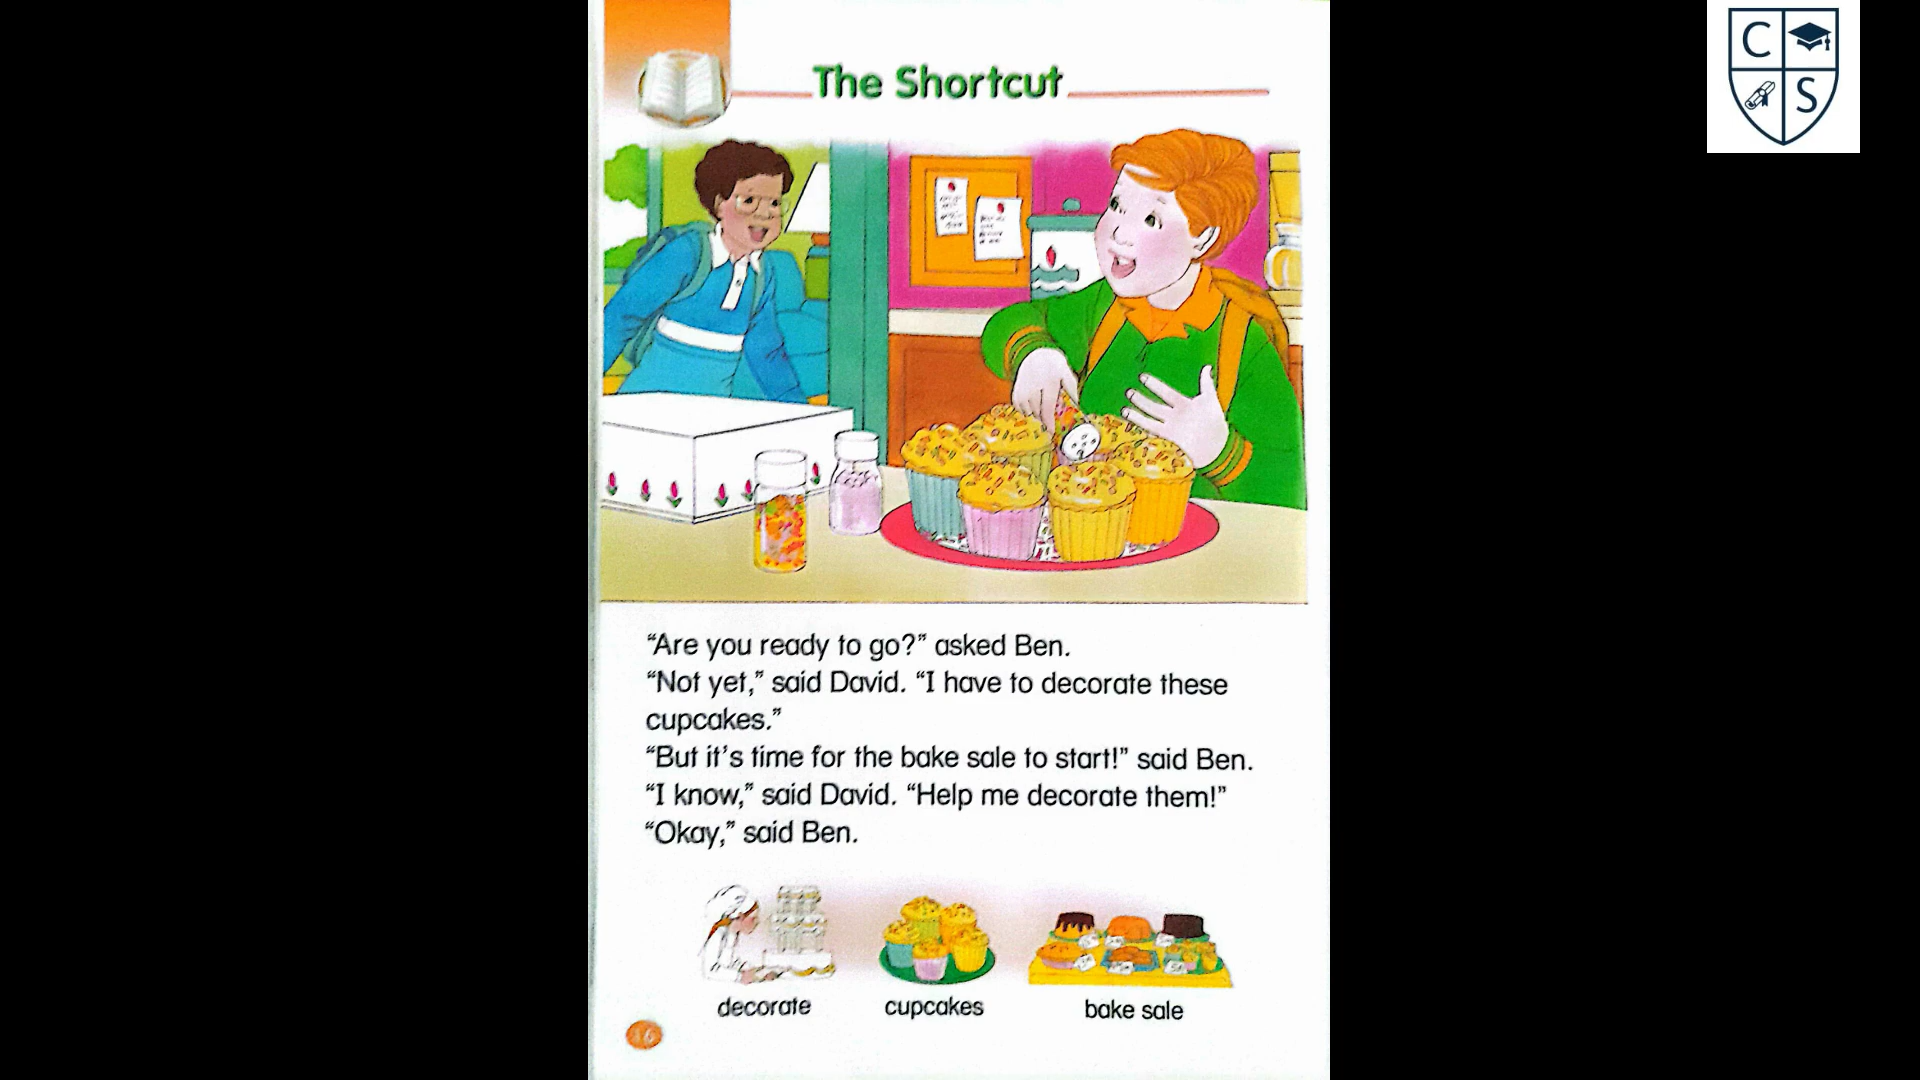 The Shortcut
C
S
“Are you ready to go?” asked Ben.
“Not yet,” said David. “I have to decorate these
cupcakes.”
“But it’s time for the bake sale to start!” said Ben.
“I know,” said David. “Help me decorate them!”
“Okay,” said Ben.
decorate
cupcakes
bake sale
16